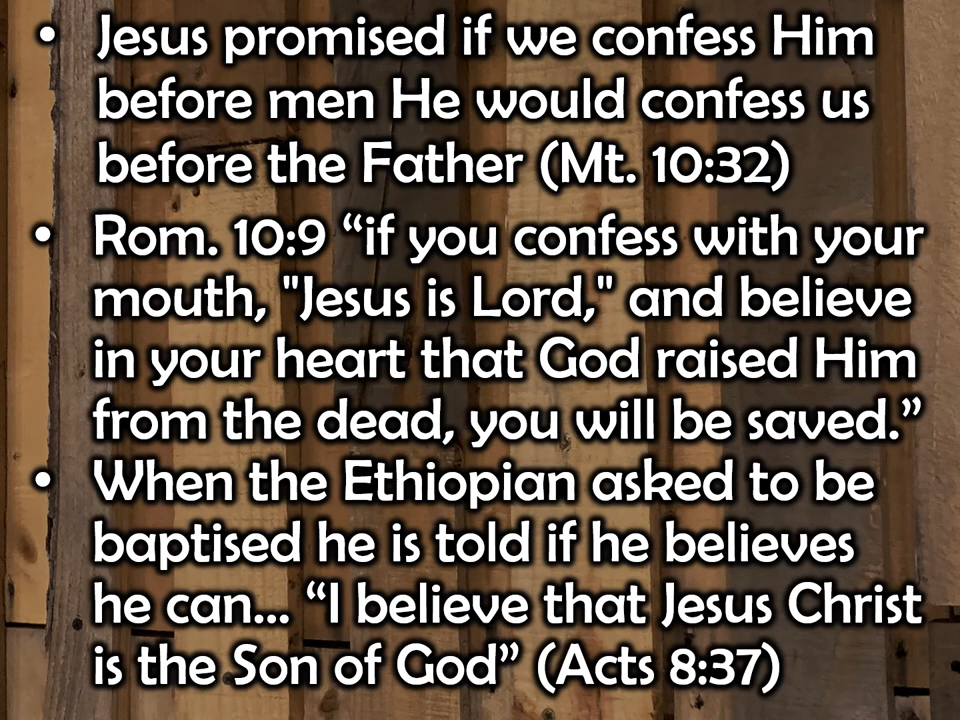 • Jesus promised if we confess Him
before men He would confess us
before the Father (Mt. 10:32)
• Rom. 10:9 “if you confess with your
mouth, "Jesus is Lord," and believe
in your heart that God raised Him
from the dead, you will be saved.”
• When the Ethiopian asked to be
baptised he is told if he believes
he can... “I believe that Jesus Christ
is the Son of God” (Acts 8:37)